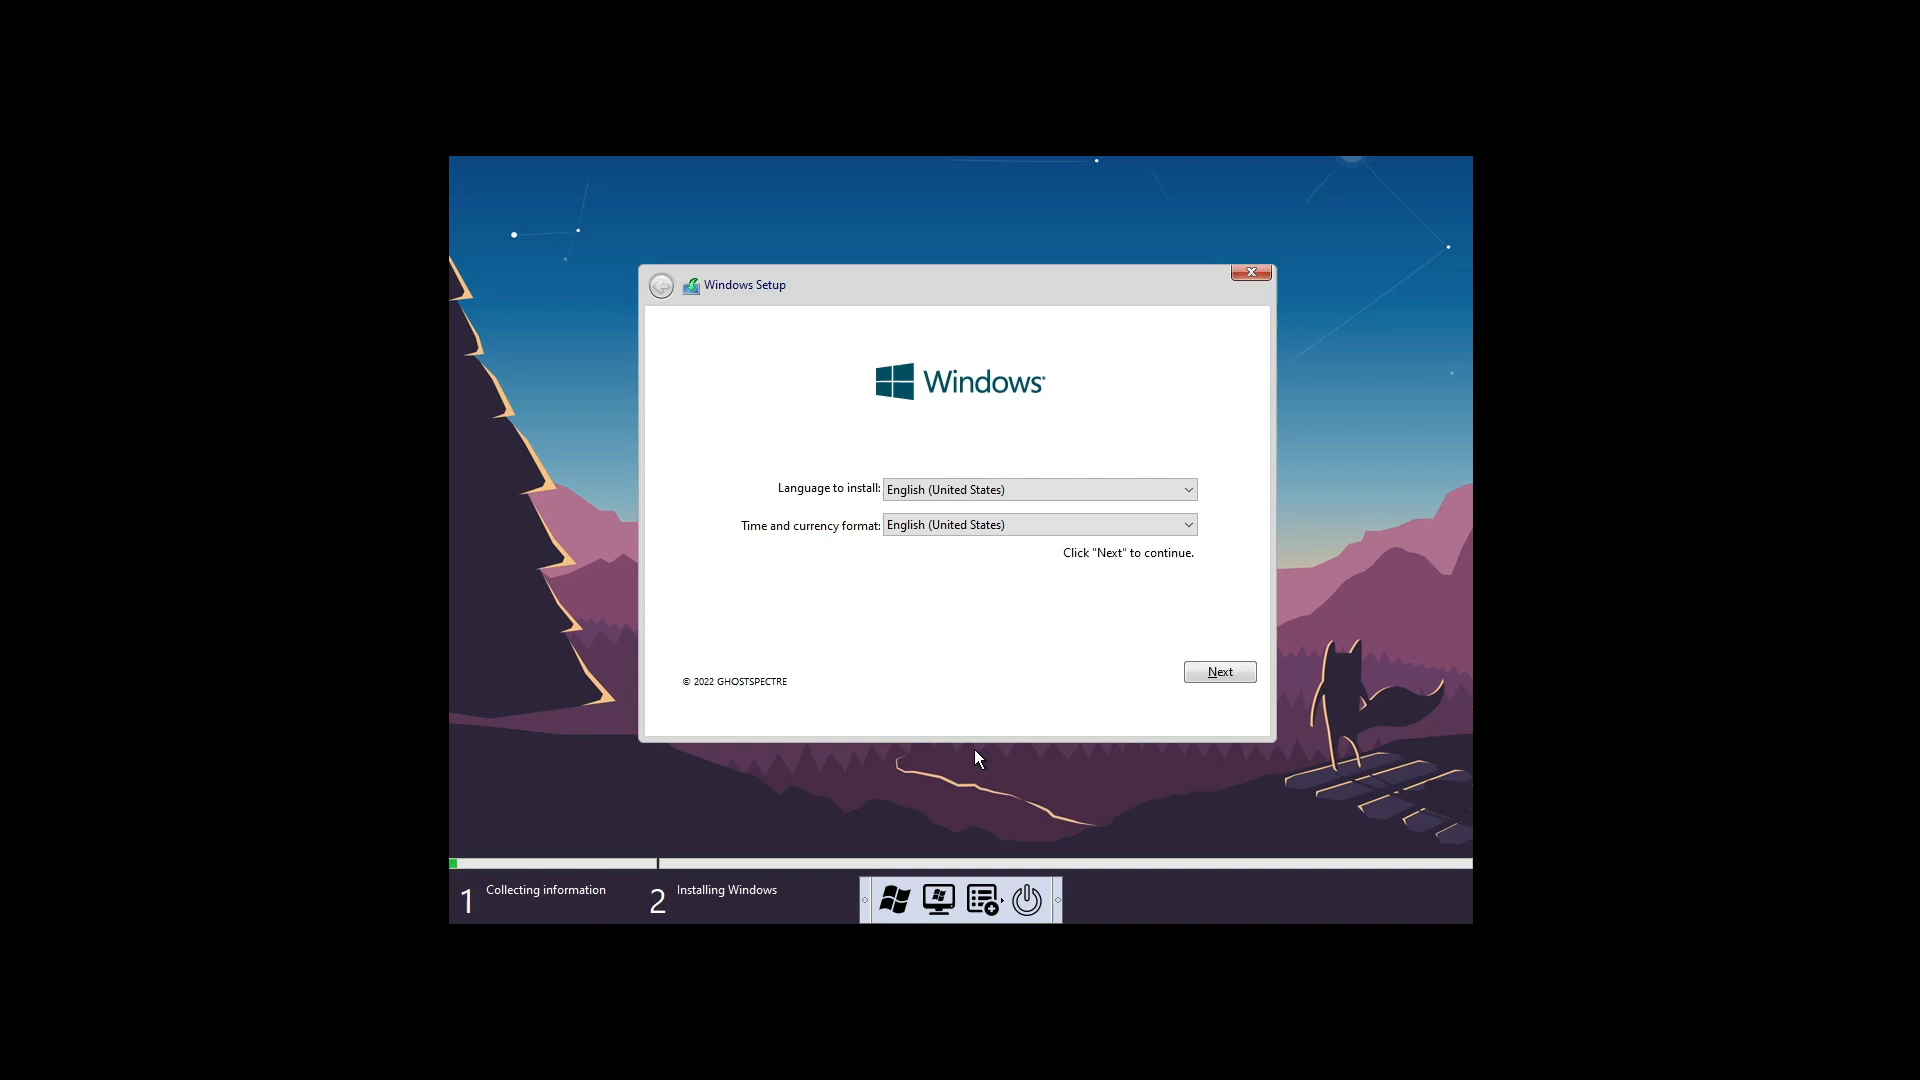 Windows Setup
Windows
Language to install: English (United States)
Time and currency format: English (United States)
Click "Next" to continue.
Next
© 2022 GHOSTSPECTRE
1 Collecting information
2 Installing Windows